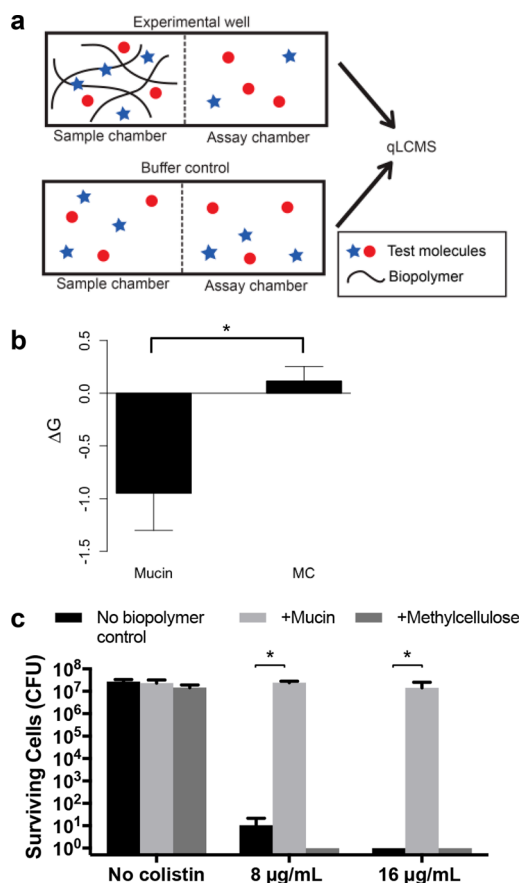 a
Experimental well
Sample chamber
Assay chamber
qLCMS
Buffer control
Sample chamber
Assay chamber
Test molecules
Biopolymer
b
*
0.5
0.0
-0.5
-1.0
-1.5
ΔG
Mucin
MC
c
No biopolymer control
+Mucin
+Methylcellulose
Surviving Cells (CFU)
10⁸
10⁷
10⁶
10⁵
10⁴
10³
10²
10¹
10⁰
*
*
No colistin
8 µg/mL
16 µg/mL